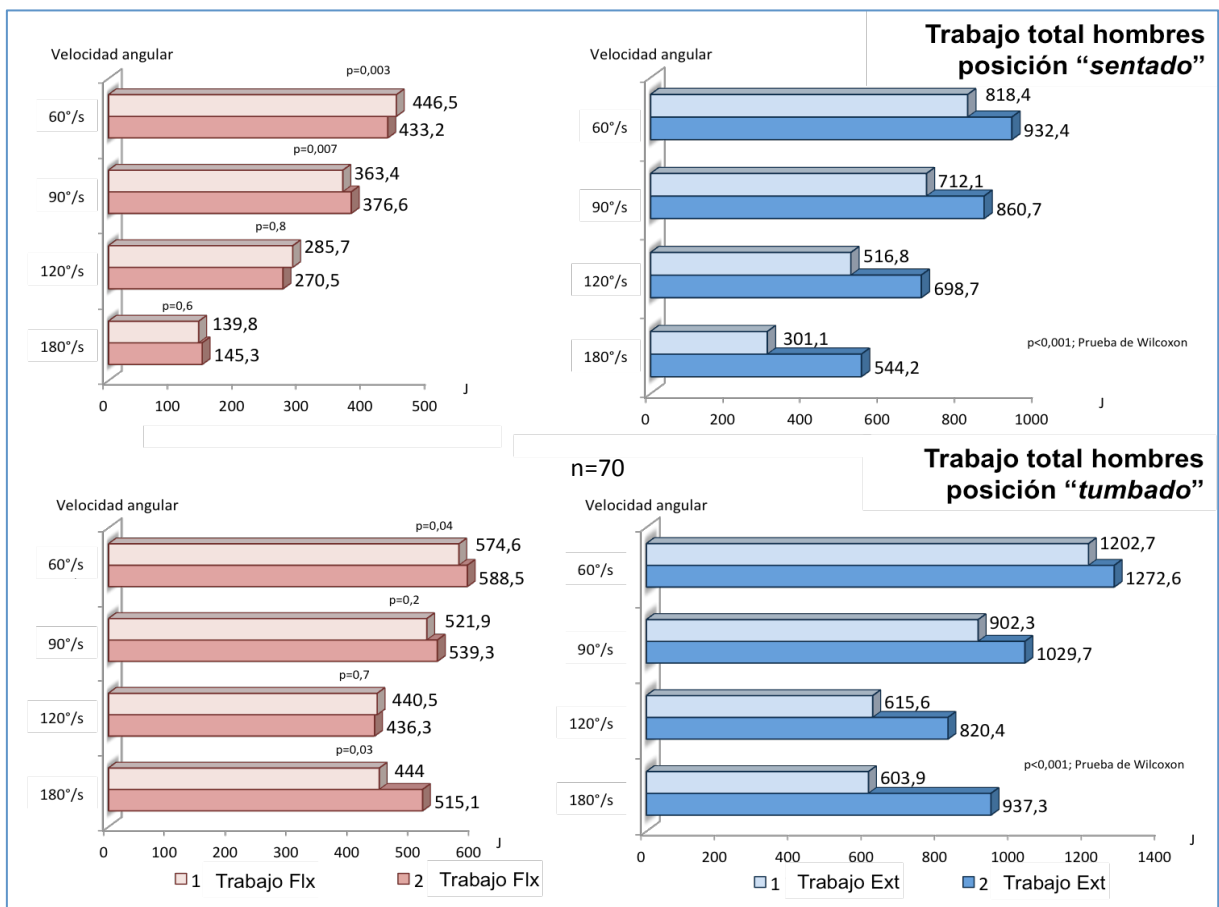 Trabajo total hombres
posición “sentado”
Velocidad angular
p=0,003
60°/s
446,5
433,2
p=0,007
90°/s
363,4
376,6
p=0,8
120°/s
285,7
270,5
p=0,6
180°/s
139,8
145,3
J
0 100 200 300 400 500
Velocidad angular
60°/s
818,4
932,4
90°/s
712,1
860,7
120°/s
516,8
698,7
180°/s
301,1
544,2
p<0,001; Prueba de Wilcoxon
J
0 200 400 600 800 1000
n=70
Trabajo total hombres
posición “tumbado”
Velocidad angular
p=0,04
60°/s
574,6
588,5
p=0,2
90°/s
521,9
539,3
p=0,7
120°/s
440,5
436,3
p=0,03
180°/s
444
515,1
J
0 100 200 300 400 500 600
1 Trabajo Flx 2 Trabajo Flx
Velocidad angular
60°/s
1202,7
1272,6
90°/s
902,3
1029,7
120°/s
615,6
820,4
180°/s
603,9
937,3
p<0,001; Prueba de Wilcoxon
J
0 200 400 600 800 1000 1200 1400
1 Trabajo Ext 2 Trabajo Ext